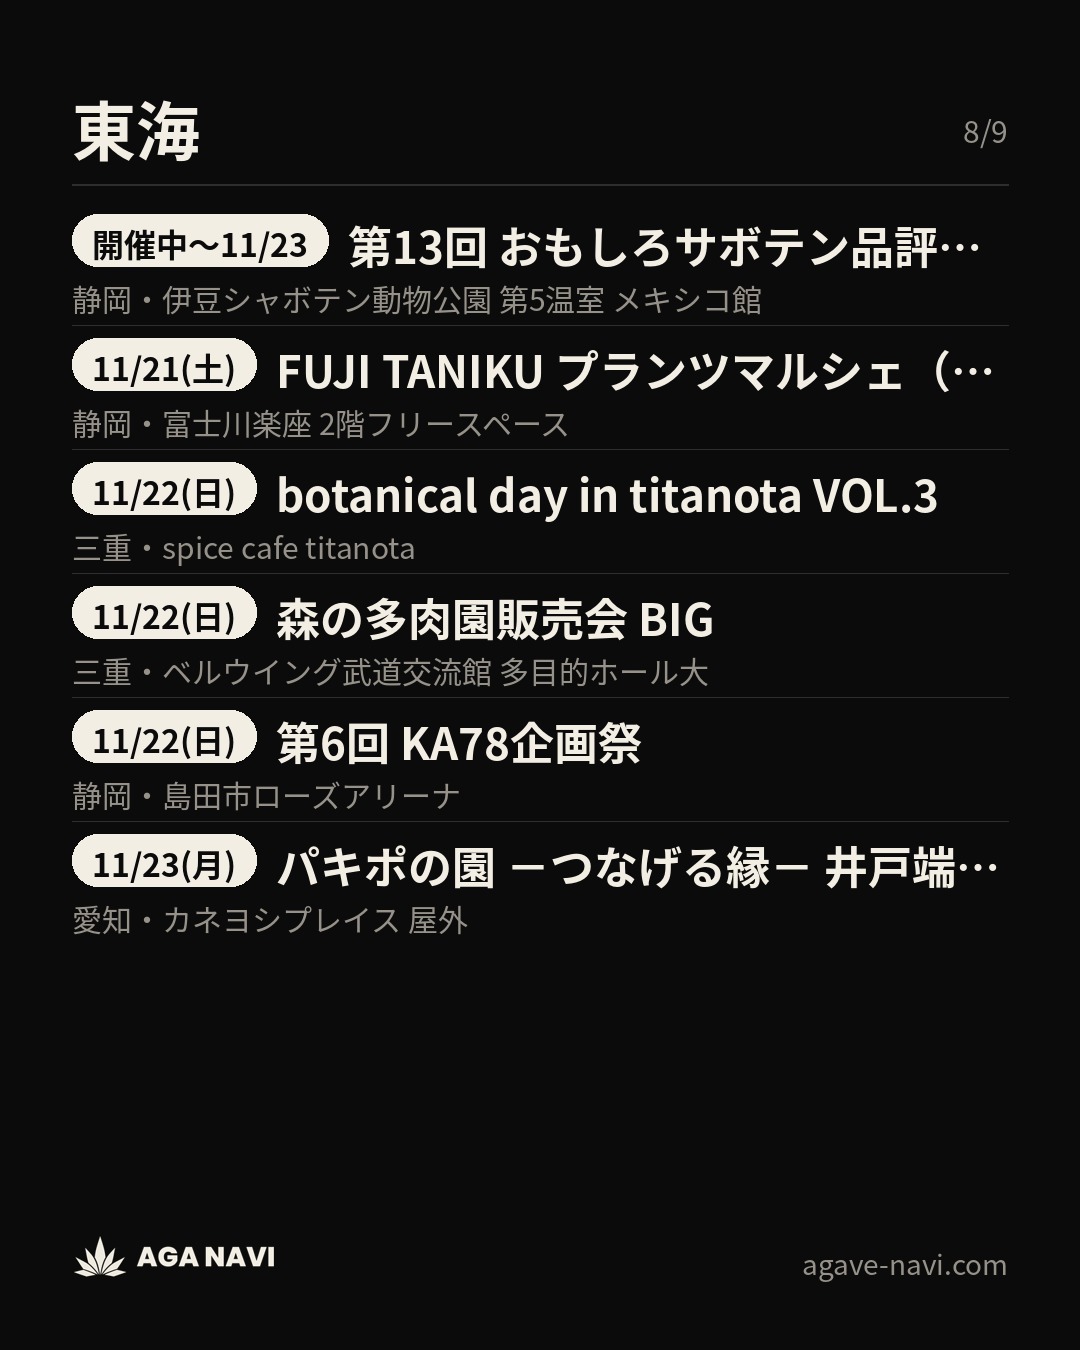 東海
8/9
開催中〜11/23 第13回 おもしろサボテン品評…
静岡・伊豆シャボテン動物公園 第5温室 メキシコ館
11/21(土) FUJI TANIKU プランツマルシェ（…
静岡・富士川楽座 2階フリースペース
11/22(日) botanical day in titanota VOL.3
三重・spice cafe titanota
11/22(日) 森の多肉園販売会 BIG
三重・ベルウイング武道交流館 多目的ホール大
11/22(日) 第6回 KA78企画祭
静岡・島田市ローズアリーナ
11/23(月) パキポの園 －つなげる縁－ 井戸端…
愛知・カネヨシプレイス 屋外
AGA NAVI
agave-navi.com